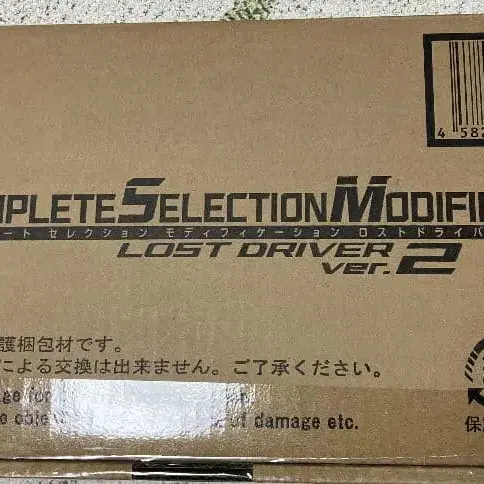 4 582
MPLETE SELECTION MODIFI
ート セレクション モディフィケーション ロストドライバ
LOST DRIVER
ver.2
護梱包材です。
による交換は出来ません。ご了承ください。
ge for
of damage etc.
保